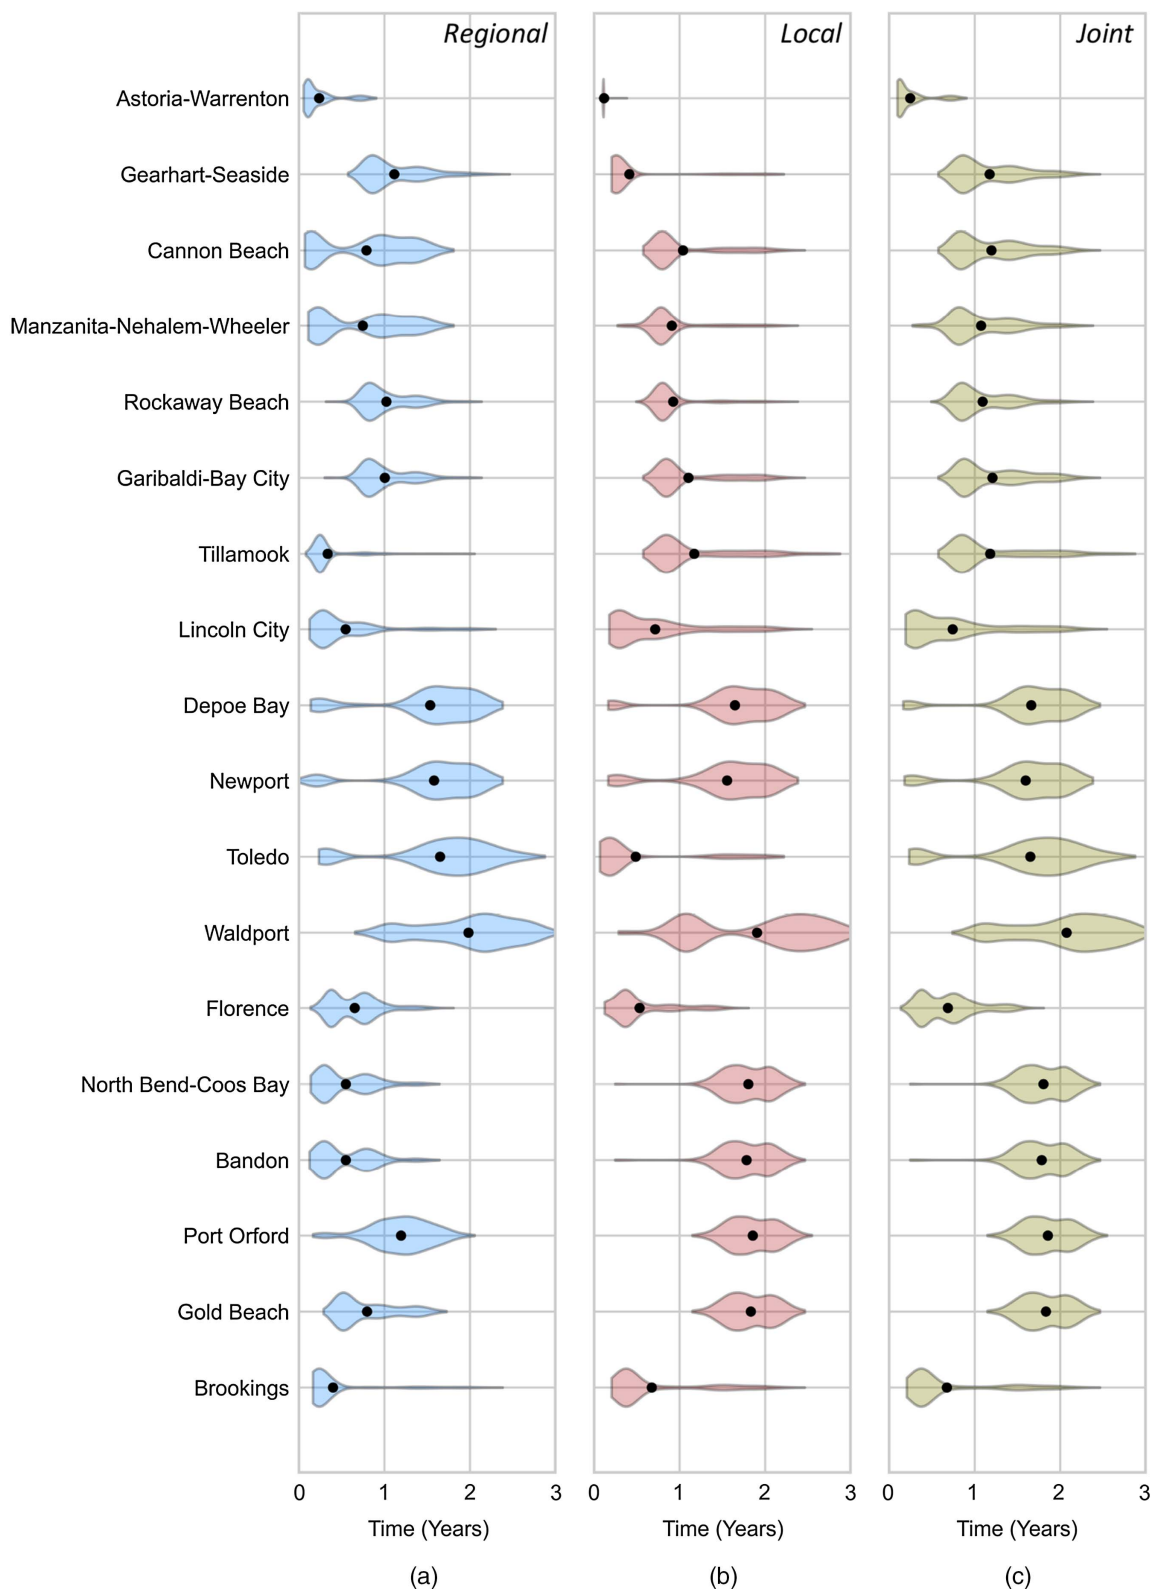 Regional Local Joint
Astoria-Warrenton
Gearhart-Seaside
Cannon Beach
Manzanita-Nehalem-Wheeler
Rockaway Beach
Garibaldi-Bay City
Tillamook
Lincoln City
Depoe Bay
Newport
Toledo
Waldport
Florence
North Bend-Coos Bay
Bandon
Port Orford
Gold Beach
Brookings
0 1 2 3 0 1 2 3 0 1 2 3
Time (Years) Time (Years) Time (Years)
(a) (b) (c)